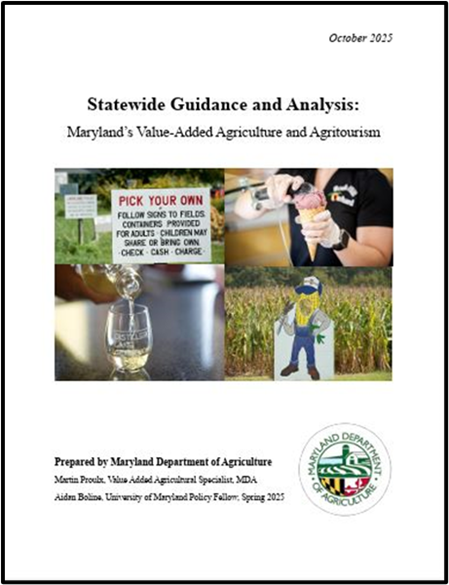 October 2025
Statewide Guidance and Analysis:
Maryland's Value-Added Agriculture and Agritourism
PICK YOUR OWN
FOLLOW SIGNS TO FIELDS.
CONTAINERS PROVIDED
FOR ADULTS · CHILDREN MAY
SHARE OR BRING OWN.
· CHECK · CASH · CHARGE ·
Prepared by Maryland Department of Agriculture
Martin Proulx, Value Added Agricultural Specialist, MDA
Aidan Boline, University of Maryland Policy Fellow, Spring 2025
MARYLAND DEPARTMENT
· OF AGRICULTURE ·